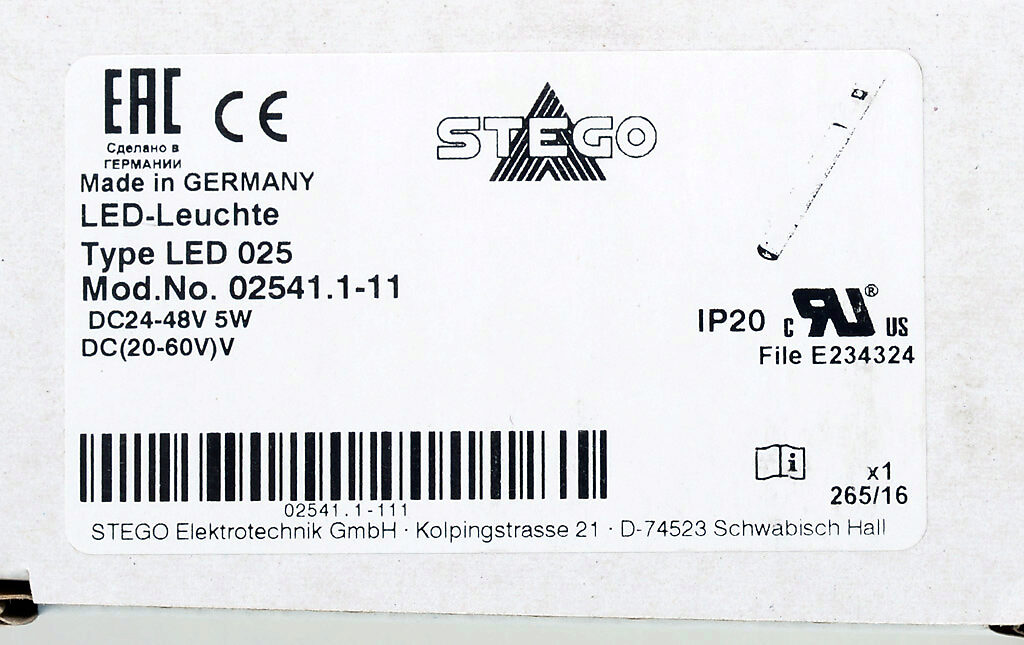 EAC CE
Сделано в
ГЕРМАНИИ
Made in GERMANY
LED-Leuchte
Type LED 025
Mod.No. 02541.1-11
DC24-48V 5W
DC(20-60V)V
STEGO
IP20 c RU ® US
File E234324
i
x1
265/16
02541.1-111
STEGO Elektrotechnik GmbH · Kolpingstrasse 21 · D-74523 Schwabisch Hall